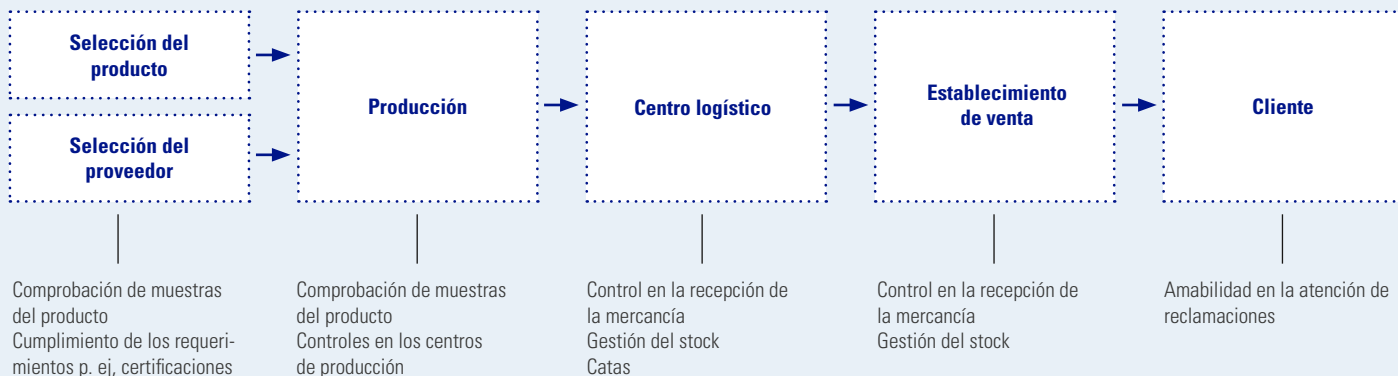 Selección del
producto
Selección del
proveedor
Producción
Centro logístico
Establecimiento
de venta
Cliente
Comprobación de muestras
del producto
Cumplimiento de los requeri-
mientos p. ej, certificaciones
Comprobación de muestras
del producto
Controles en los centros
de producción
Control en la recepción de
la mercancía
Gestión del stock
Catas
Control en la recepción de
la mercancía
Gestión del stock
Amabilidad en la atención de
reclamaciones